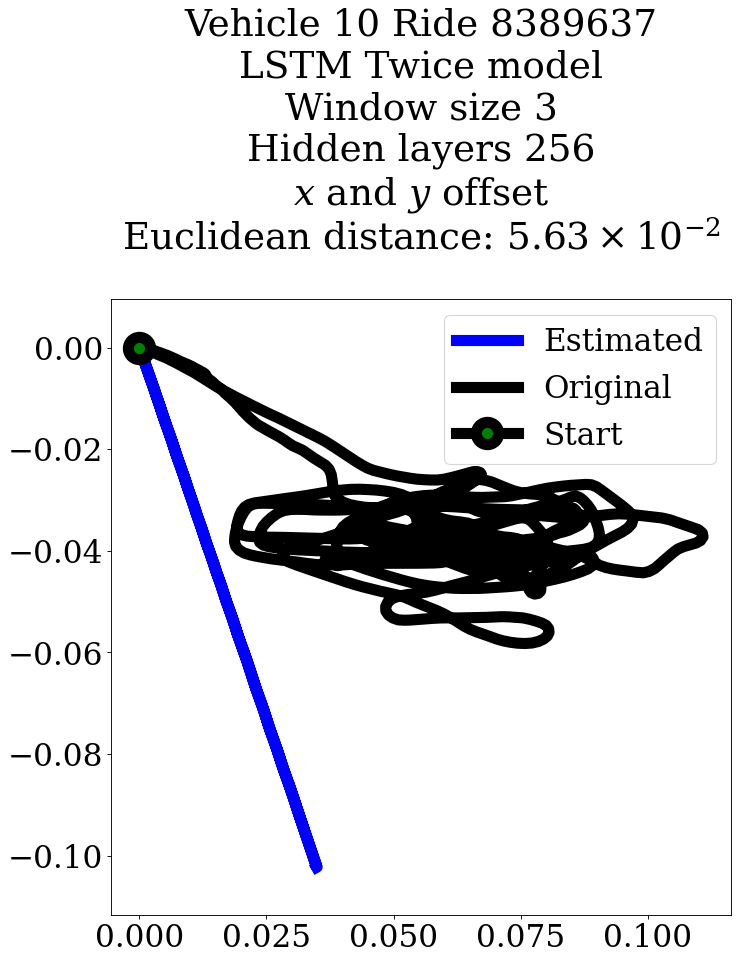 Vehicle 10 Ride 8389637
LSTM Twice model
Window size 3
Hidden layers 256
x and y offset
Euclidean distance: 5.63 × 10⁻²
Estimated
Original
Start
0.00
−0.02
−0.04
−0.06
−0.08
−0.10
0.000 0.025 0.050 0.075 0.100